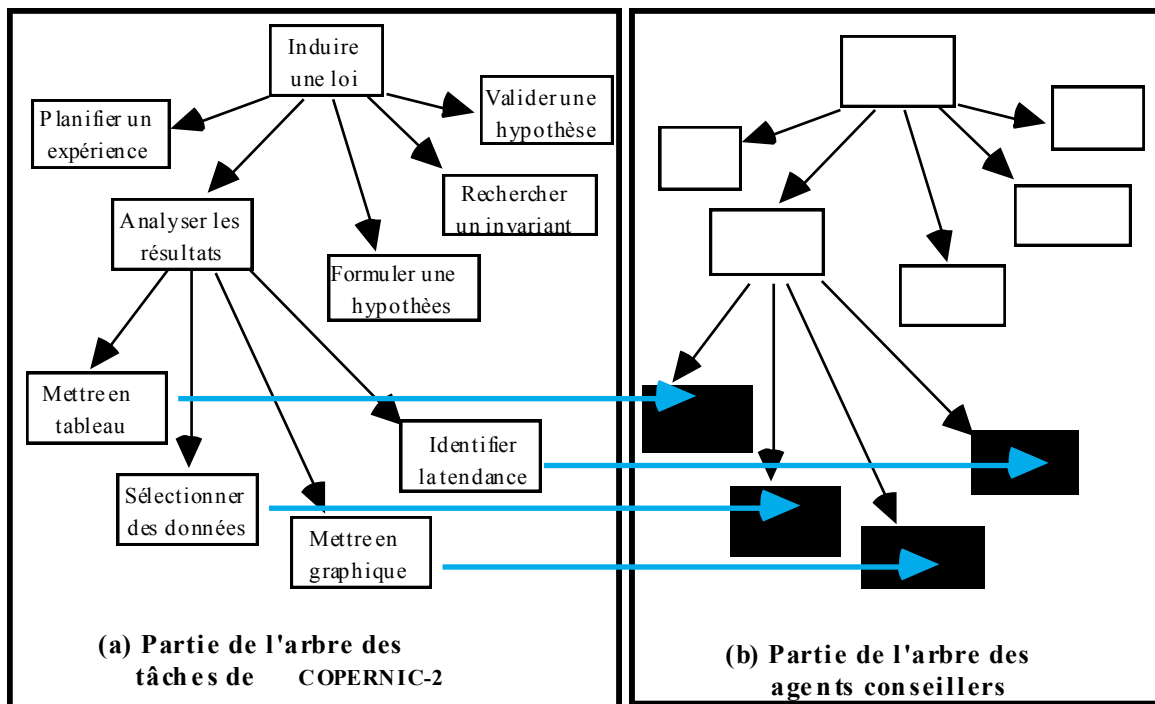 Induire
une loi
Planifier un
expérience
Valider une
hypothèse
Analyser les
résultats
Rechercher
un invariant
Formuler une
hypothèes
Mettre en
tableau
Identifier
la tendance
Sélectionner
des données
Mettre en
graphique
(a) Partie de l'arbre des
tâches de COPERNIC-2
(b) Partie de l'arbre des
agents conseillers